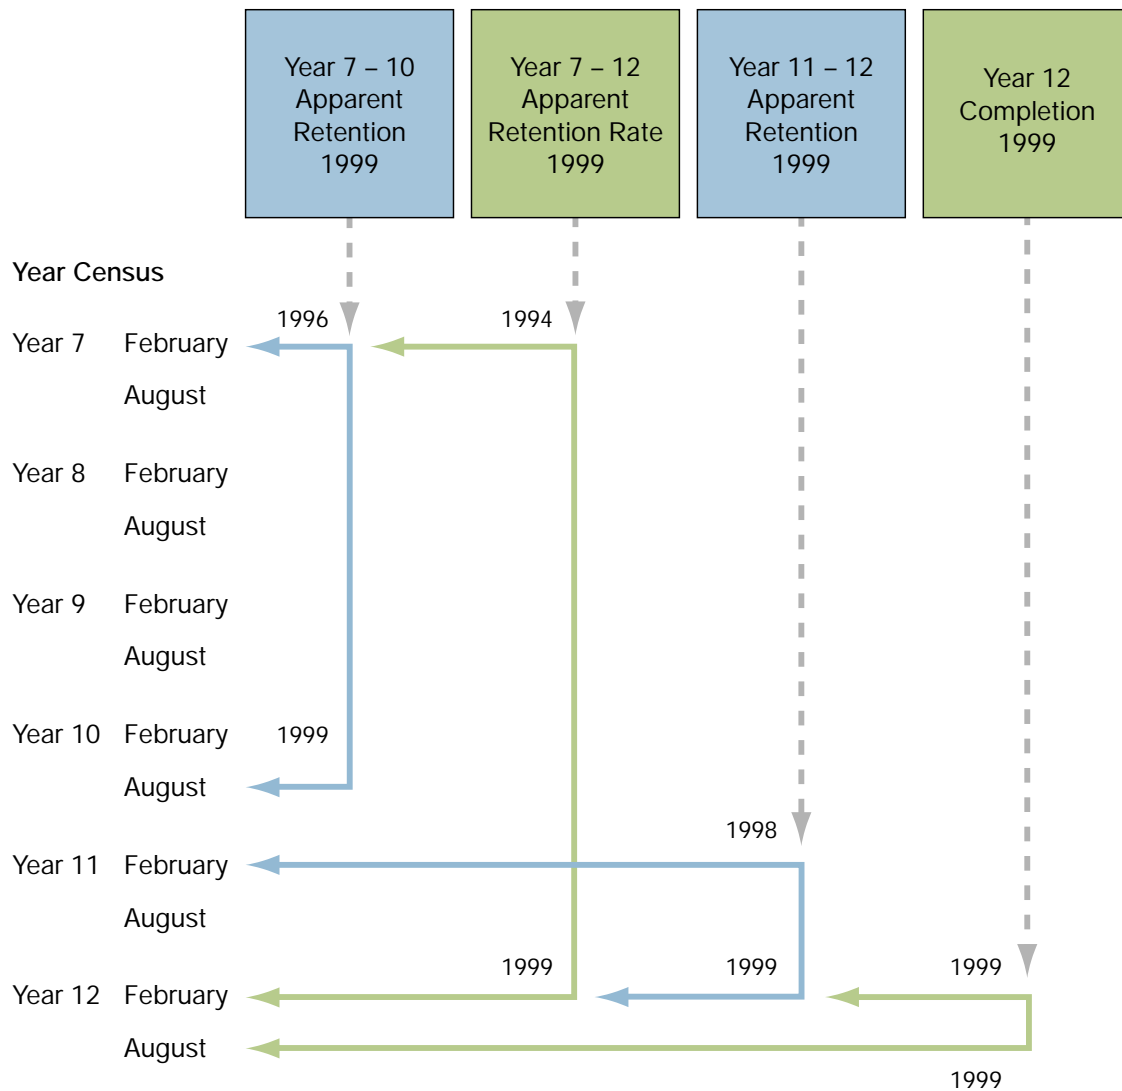 Year 7 – 10
Apparent
Retention
1999
Year 7 – 12
Apparent
Retention Rate
1999
Year 11 – 12
Apparent
Retention
1999
Year 12
Completion
1999
Year Census
1996
1994
Year 7 February
August
Year 8 February
August
Year 9 February
August
Year 10 February 1999
August
1998
Year 11 February
August
1999 1999 1999
Year 12 February
August
1999